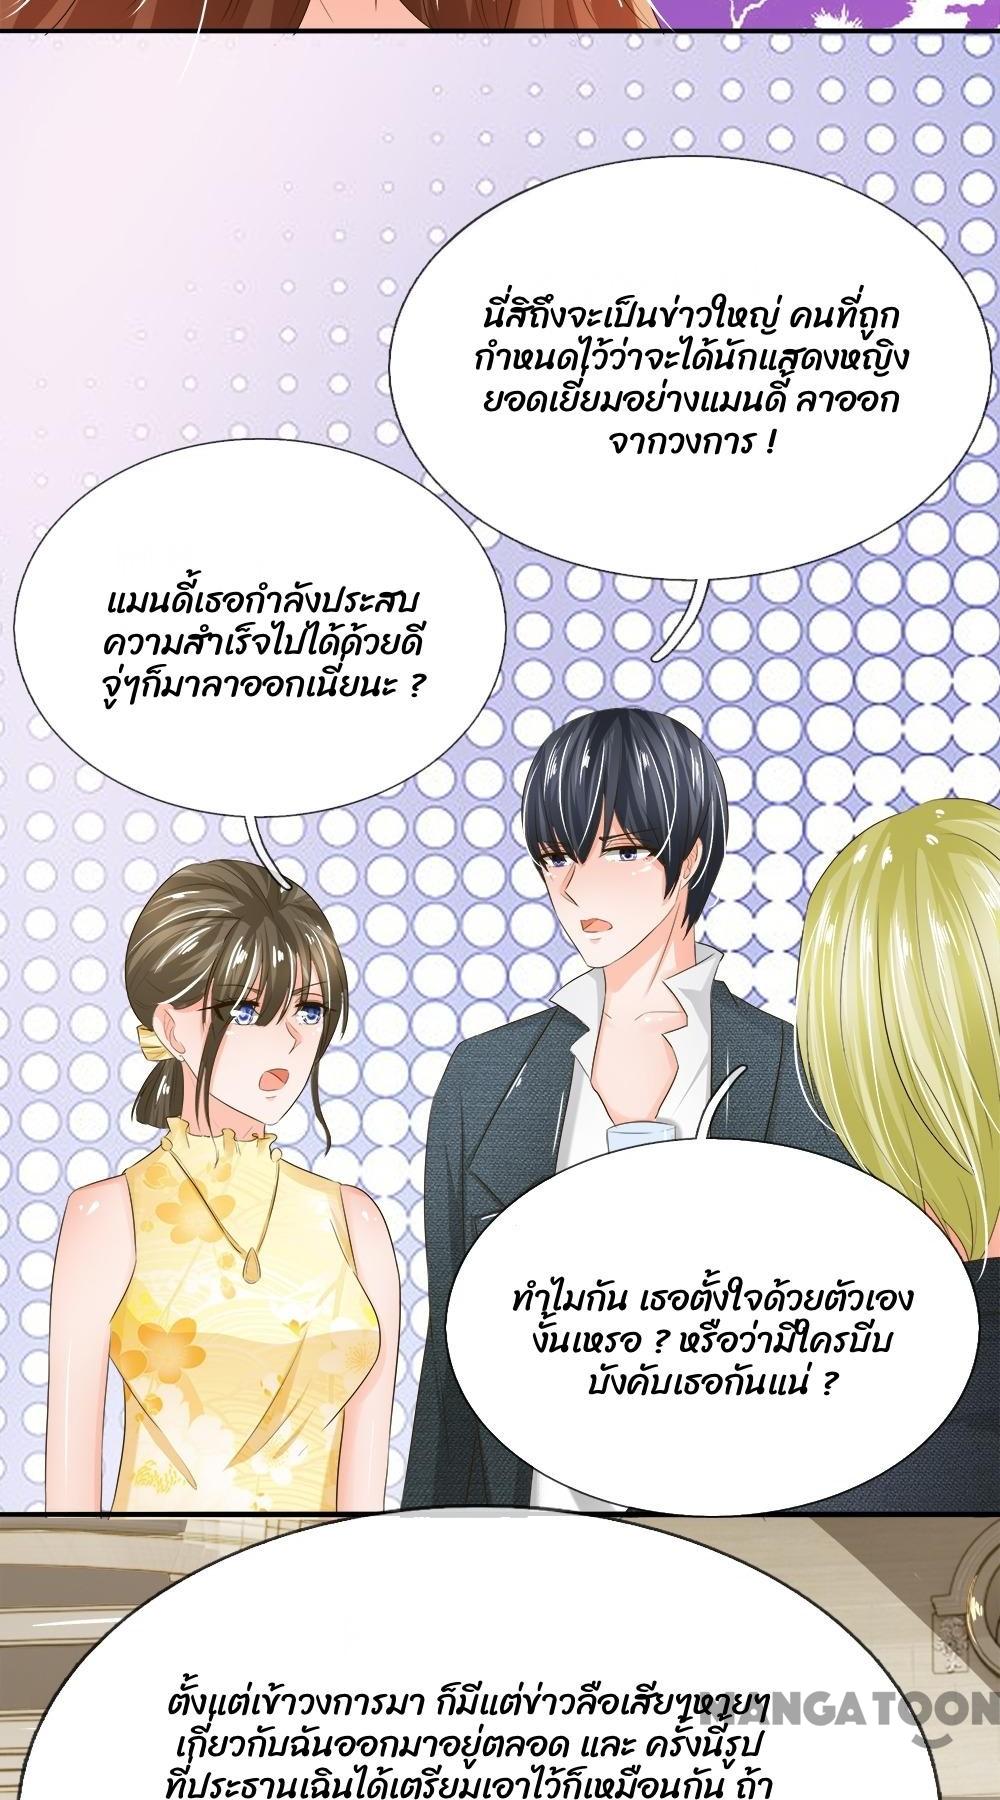 นี่สิถึงจะเป็นข่าวใหญ่ คนที่ถูก
กำหนดไว้ว่าจะได้นักแสดงหญิง
ยอดเยี่ยมอย่างแมนดี้ ลาออก
จากวงการ !
แมนดี้เธอกำลังประสบ
ความสำเร็จไปได้ด้วยดี
จู่ๆก็มาลาออกเนี่ยนะ ?
ทำไมกัน เธอตั้งใจด้วยตัวเอง
งั้นเหรอ ? หรือว่ามีใครบีบ
บังคับเธอกันแน่ ?
ตั้งแต่เข้าวงการมา ก็มีแต่ข่าวลือเสียๆหายๆ
เกี่ยวกับฉันออกมาอยู่ตลอด และ ครั้งนี้รูป
ที่ประธานเฉินได้เตรียมเอาไว้ก็เหมือนกัน ถ้า
MANGATOON